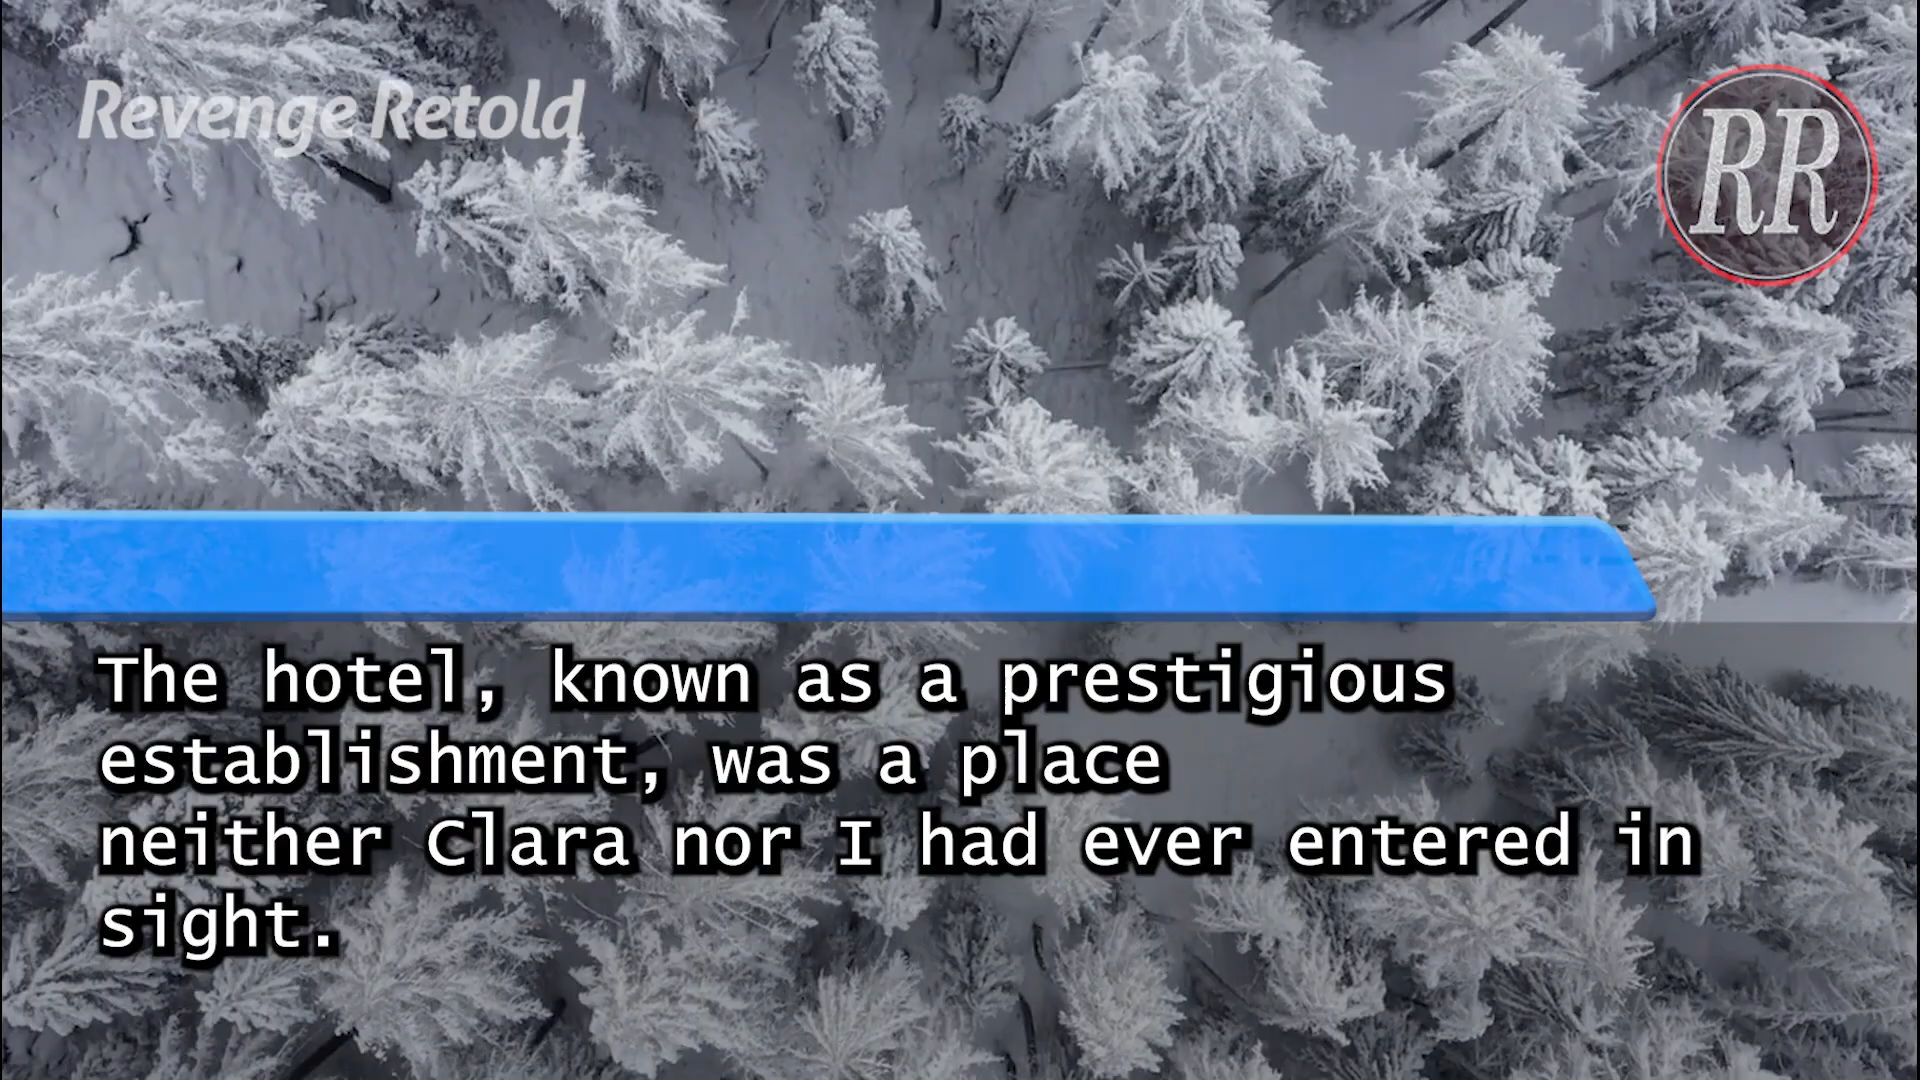 Revenge Retold
RR
The hotel, known as a prestigious
establishment, was a place
neither Clara nor I had ever entered in
sight.